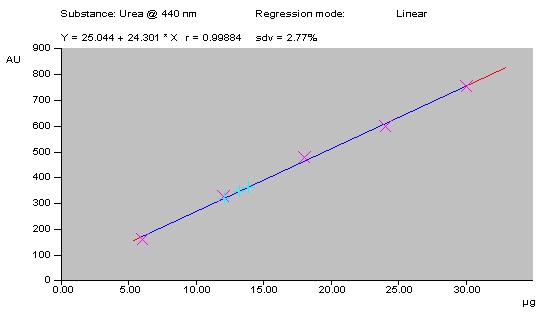 Substance: Urea @ 440 nm Regression mode: Linear
Y = 25.044 + 24.301 * X r = 0.99884 sdv = 2.77%
AU
900
800
700
600
500
400
300
200
100
0
0.00 5.00 10.00 15.00 20.00 25.00 30.00
µg